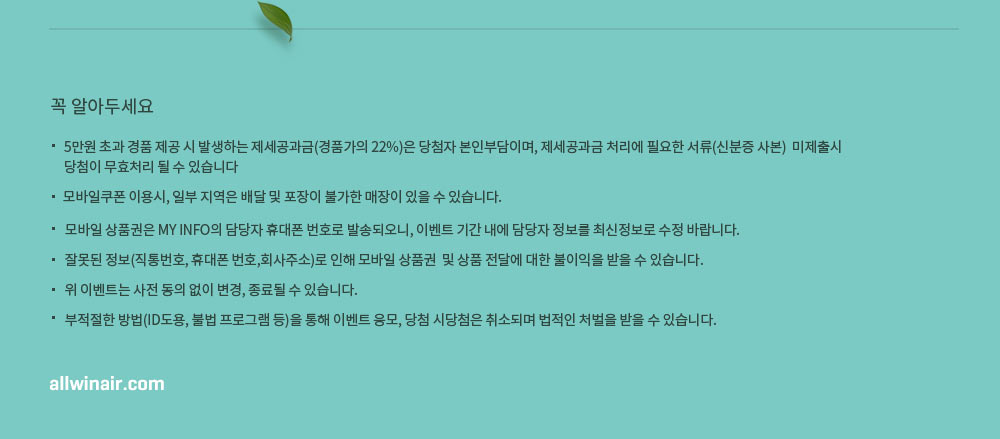 꼭 알아두세요
· 5만원 초과 경품 제공 시 발생하는 제세공과금(경품가의 22%)은 당첨자 본인부담이며, 제세공과금 처리에 필요한 서류(신분증 사본) 미제출시
당첨이 무효처리 될 수 있습니다
· 모바일쿠폰 이용시, 일부 지역은 배달 및 포장이 불가한 매장이 있을 수 있습니다.
· 모바일 상품권은 MY INFO의 담당자 휴대폰 번호로 발송되오니, 이벤트 기간 내에 담당자 정보를 최신정보로 수정 바랍니다.
· 잘못된 정보(직통번호, 휴대폰 번호,회사주소)로 인해 모바일 상품권 및 상품 전달에 대한 불이익을 받을 수 있습니다.
· 위 이벤트는 사전 동의 없이 변경, 종료될 수 있습니다.
· 부적절한 방법(ID도용, 불법 프로그램 등)을 통해 이벤트 응모, 당첨 시당첨은 취소되며 법적인 처벌을 받을 수 있습니다.
allwinair.com